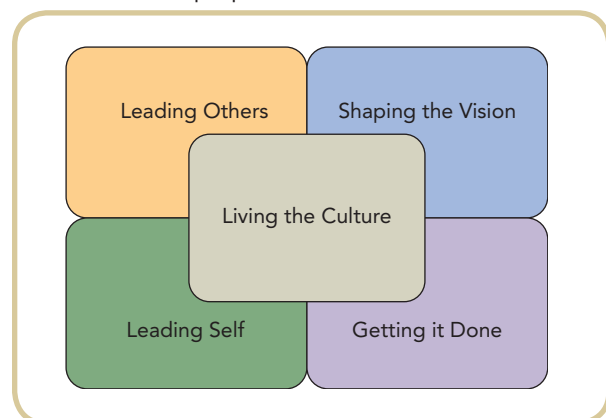 Leading Others
Shaping the Vision
Living the Culture
Leading Self
Getting it Done